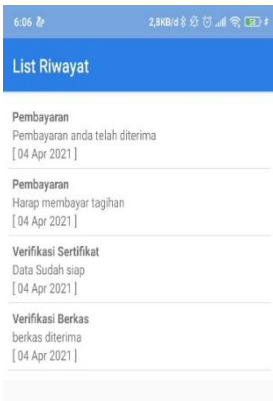 6:06
2,8KB/d
List Riwayat
Pembayaran
Pembayaran anda telah diterima
[ 04 Apr 2021 ]
Pembayaran
Harap membayar tagihan
[ 04 Apr 2021 ]
Verifikasi Sertifikat
Data Sudah siap
[ 04 Apr 2021 ]
Verifikasi Berkas
berkas diterima
[ 04 Apr 2021 ]